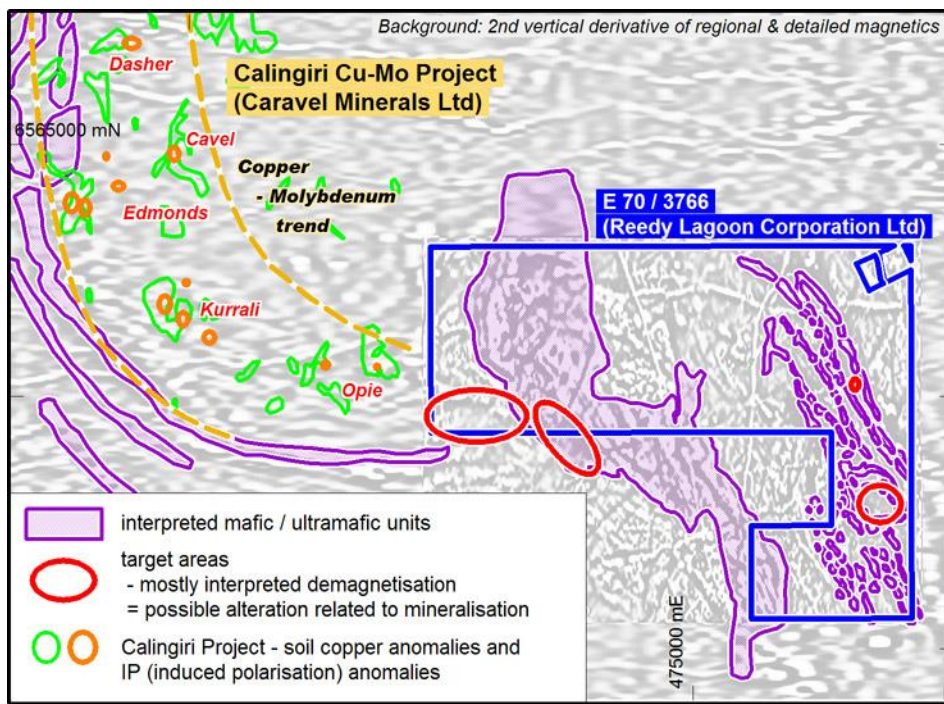 Background: 2nd vertical derivative of regional & detailed magnetics
Dasher
Calingiri Cu-Mo Project
(Caravel Minerals Ltd)
6565000 mN
Cavel
Copper
- Molybdenum
trend
Edmonds
E 70 / 3766
(Reedy Lagoon Corporation Ltd)
Kurrali
Opie
interpreted mafic / ultramafic units
target areas
- mostly interpreted demagnetisation
= possible alteration related to mineralisation
Calingiri Project - soil copper anomalies and
IP (induced polarisation) anomalies
475000 mE